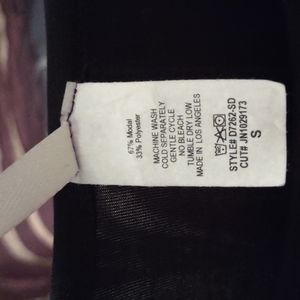 67% Modal
33% Polyester
MACHINE WASH
COLD SEPARATELY
GENTLE CYCLE
NO BLEACH
TUMBLE DRY LOW
MADE IN LOS ANGELES
STYLE# D7262-SD
CUT# JN1029173
S